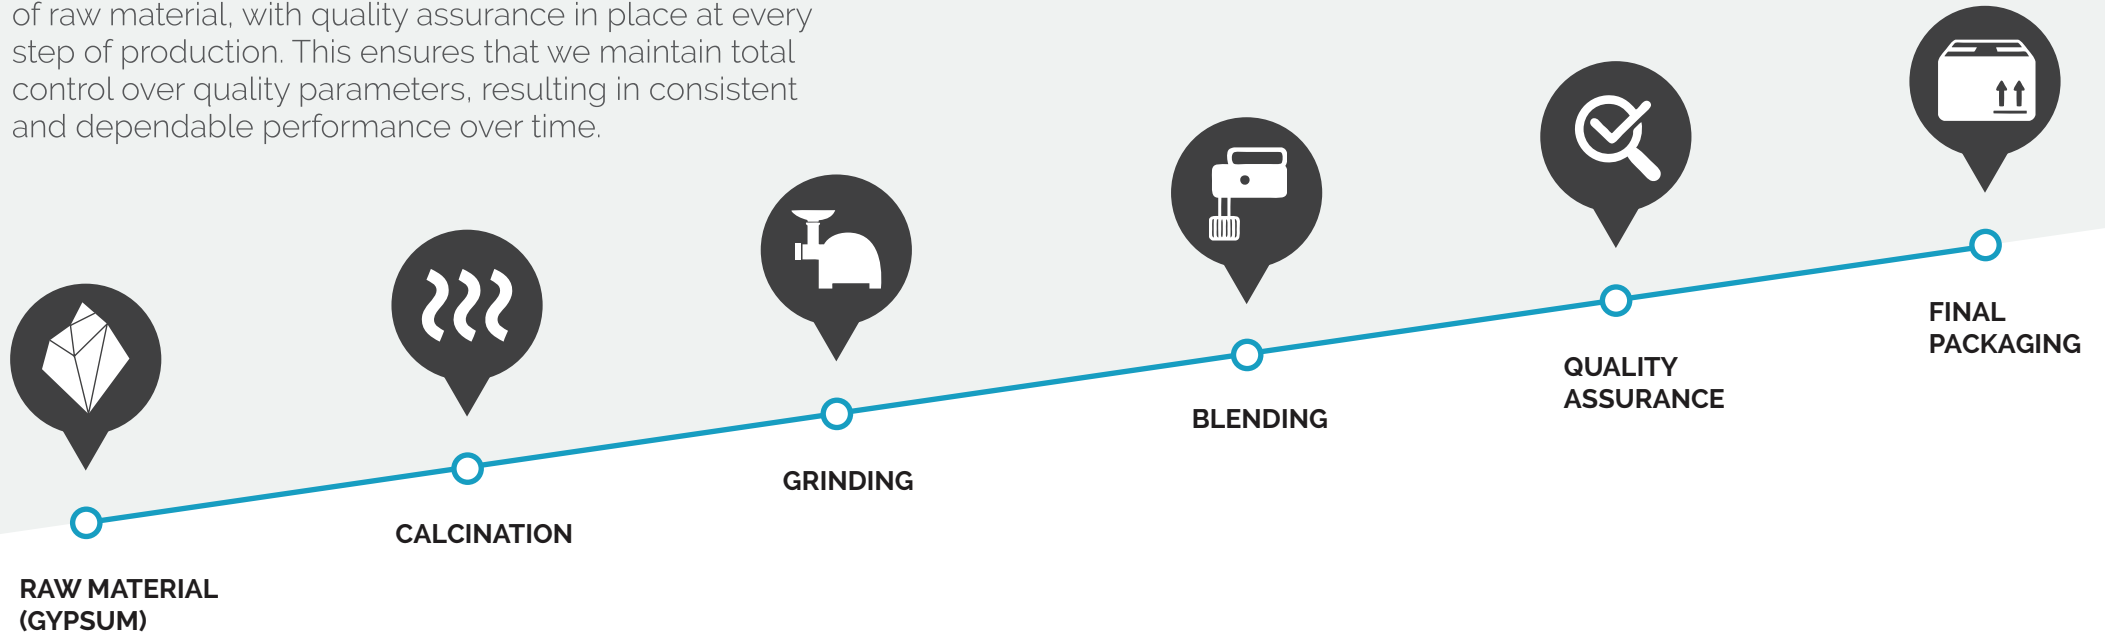 of raw material, with quality assurance in place at every
step of production. This ensures that we maintain total
control over quality parameters, resulting in consistent
and dependable performance over time.
RAW MATERIAL
(GYPSUM)
CALCINATION
GRINDING
BLENDING
QUALITY
ASSURANCE
FINAL
PACKAGING